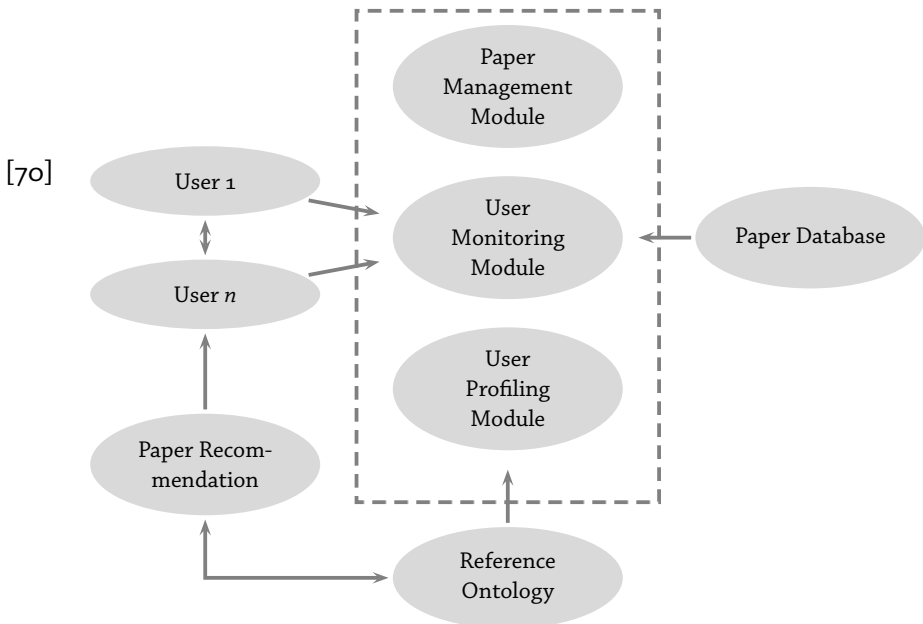 Paper
Management
Module
[70]
User 1
User
Monitoring
Module
Paper Database
User n
User
Profiling
Module
Paper Recom-
mendation
Reference
Ontology